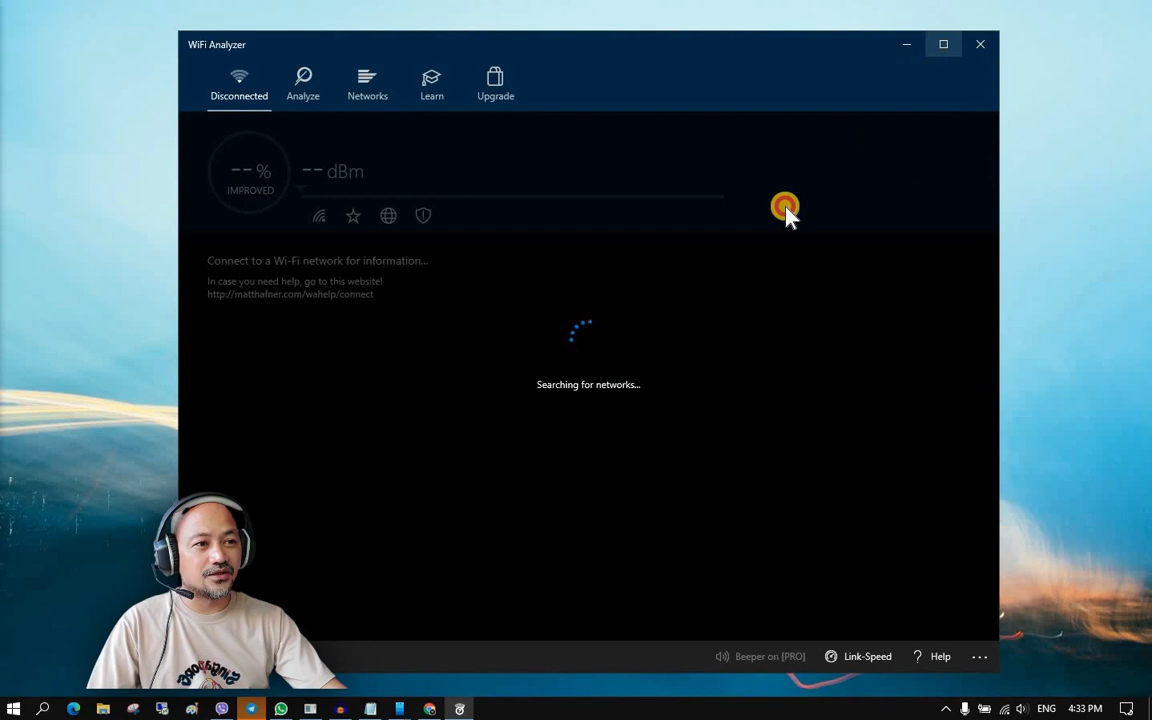 WiFi Analyzer
Disconnected
Analyze
Networks
Learn
Upgrade
--%
IMPROVED
-- dBm
Connect to a Wi-Fi network for information...
In case you need help, go to this website!
http://matthafner.com/wahelp/connect
Searching for networks...
Beeper on [PRO]
Link-Speed
Help
ENG
4:33 PM